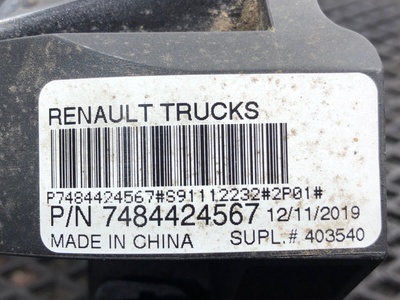 RENAULT TRUCKS
P7484424567#S91112232#2P01#
P/N 7484424567 12/11/2019
MADE IN CHINA SUPL.# 403540